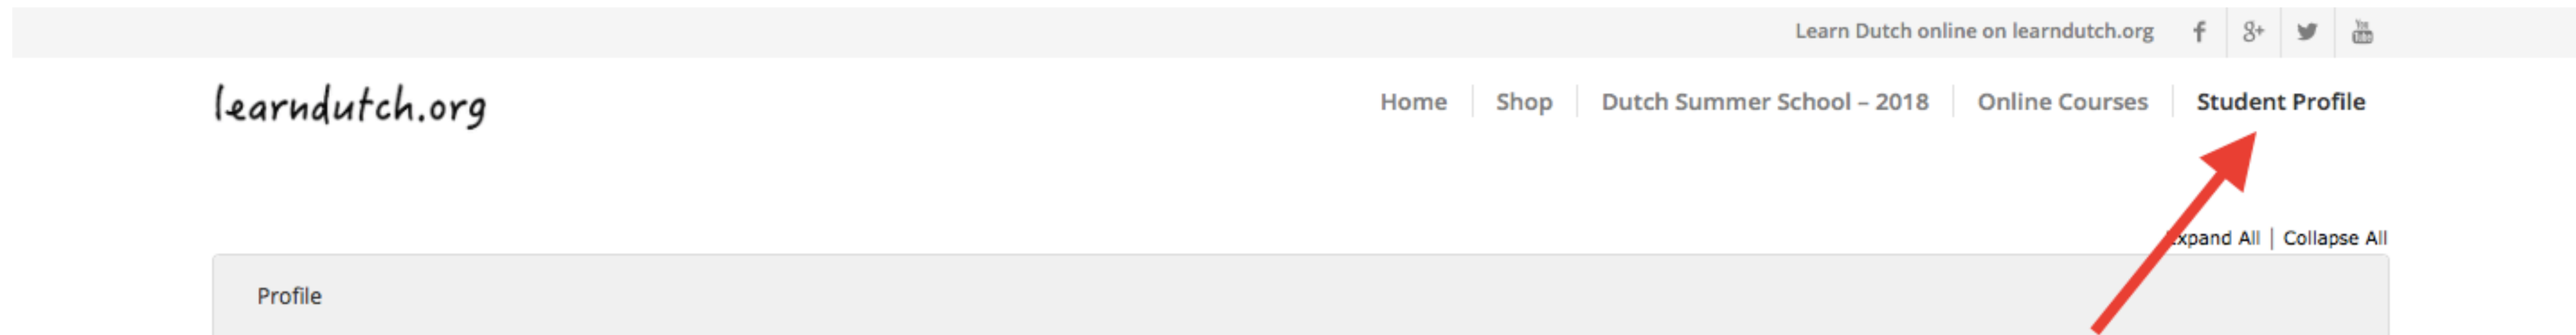 Learn Dutch online on learndutch.org
learndutch.org
Home Shop Dutch Summer School – 2018 Online Courses Student Profile
All | Collapse All
Profile